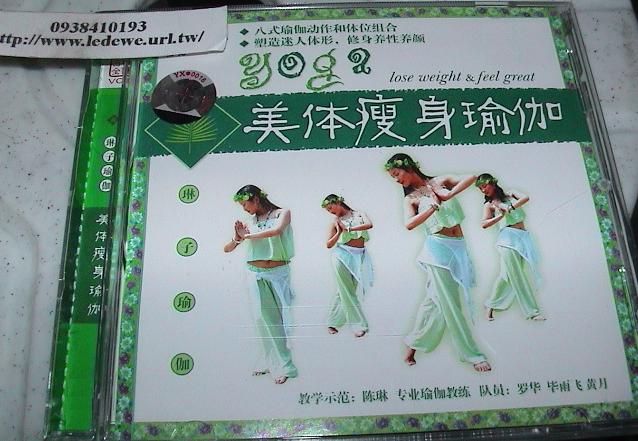 0938410193
http://www.ledewe.url.tw/
◆ 八式瑜伽动作和体位组合
◆ 塑造迷人体形，修身养性养颜
yoga
lose weight & feel great
YX●0016
美体瘦身瑜伽
琳子瑜伽
教学示范：陈琳 专业瑜伽教练 队员：罗华 毕雨飞 黄月
琳子瑜伽
美体瘦身瑜伽